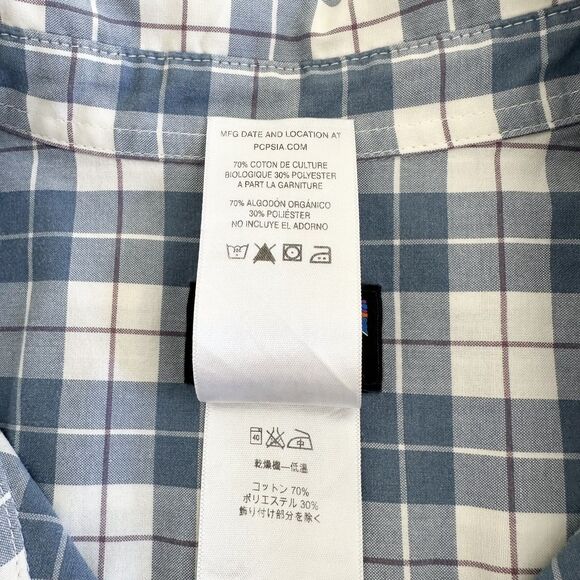 MFG DATE AND LOCATION AT
PCPSIA.COM
70% COTON DE CULTURE
BIOLOGIQUE 30% POLYESTER
A PART LA GARNITURE
70% ALGODÓN ORGÁNICO
30% POLIÉSTER
NO INCLUYE EL ADORNO
40
乾燥機—低温
コットン 70%
ポリエステル 30%
飾り付け部分を除く